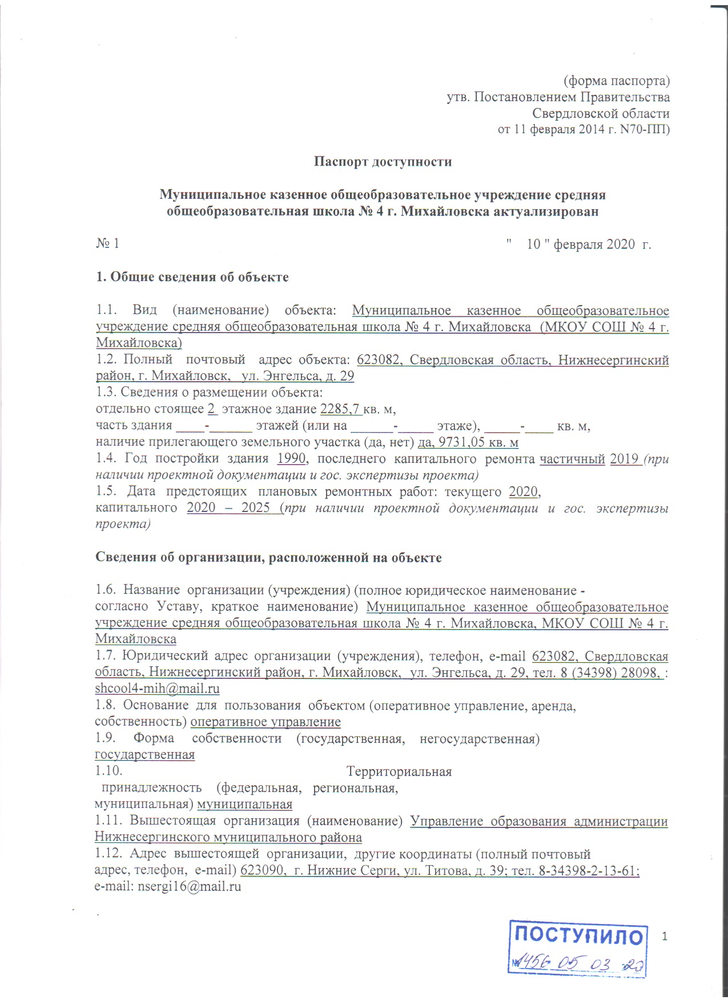 (форма паспорта)
утв. Постановлением Правительства
Свердловской области
от 11 февраля 2014 г. N70-ПП)
Паспорт доступности
Муниципальное казенное общеобразовательное учреждение средняя
общеобразовательная школа № 4 г. Михайловска актуализирован
№ 1 " 10 " февраля 2020 г.
1. Общие сведения об объекте
1.1. Вид (наименование) объекта: Муниципальное казенное общеобразовательное
учреждение средняя общеобразовательная школа № 4 г. Михайловска (МКОУ СОШ № 4 г.
Михайловска)
1.2. Полный почтовый адрес объекта: 623082, Свердловская область, Нижнесергинский
район, г. Михайловск, ул. Энгельса, д. 29
1.3. Сведения о размещении объекта:
отдельно стоящее 2 этажное здание 2285,7 кв. м,
часть здания ____-______ этажей (или на ______-_____ этаже), _____-____ кв. м,
наличие прилегающего земельного участка (да, нет) да, 9731,05 кв. м
1.4. Год постройки здания 1990, последнего капитального ремонта частичный 2019 (при
наличии проектной документации и гос. экспертизы проекта)
1.5. Дата предстоящих плановых ремонтных работ: текущего 2020,
капитального 2020 – 2025 (при наличии проектной документации и гос. экспертизы
проекта)
Сведения об организации, расположенной на объекте
1.6. Название организации (учреждения) (полное юридическое наименование -
согласно Уставу, краткое наименование) Муниципальное казенное общеобразовательное
учреждение средняя общеобразовательная школа № 4 г. Михайловска, МКОУ СОШ № 4 г.
Михайловска
1.7. Юридический адрес организации (учреждения), телефон, e-mail 623082, Свердловская
область, Нижнесергинский район, г. Михайловск, ул. Энгельса, д. 29, тел. 8 (34398) 28098, :
shcool4-mih@mail.ru
1.8. Основание для пользования объектом (оперативное управление, аренда,
собственность) оперативное управление
1.9. Форма собственности (государственная, негосударственная)
государственная
1.10. Территориальная
принадлежность (федеральная, региональная,
муниципальная) муниципальная
1.11. Вышестоящая организация (наименование) Управление образования администрации
Нижнесергинского муниципального района
1.12. Адрес вышестоящей организации, другие координаты (полный почтовый
адрес, телефон, e-mail) 623090, г. Нижние Серги, ул. Титова, д. 39; тел. 8-34398-2-13-61;
e-mail: nsergi16@mail.ru
ПОСТУПИЛО
№ 1456 05 03 20
1